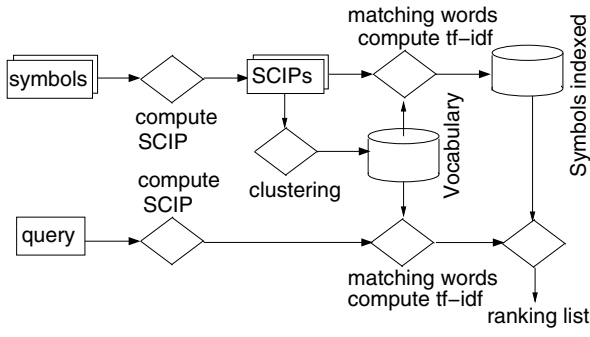 matching words
compute tf-idf
symbols
SCIPs
compute
SCIP
Vocabulary
Symbols indexed
clustering
compute
SCIP
query
matching words
compute tf-idf
ranking list